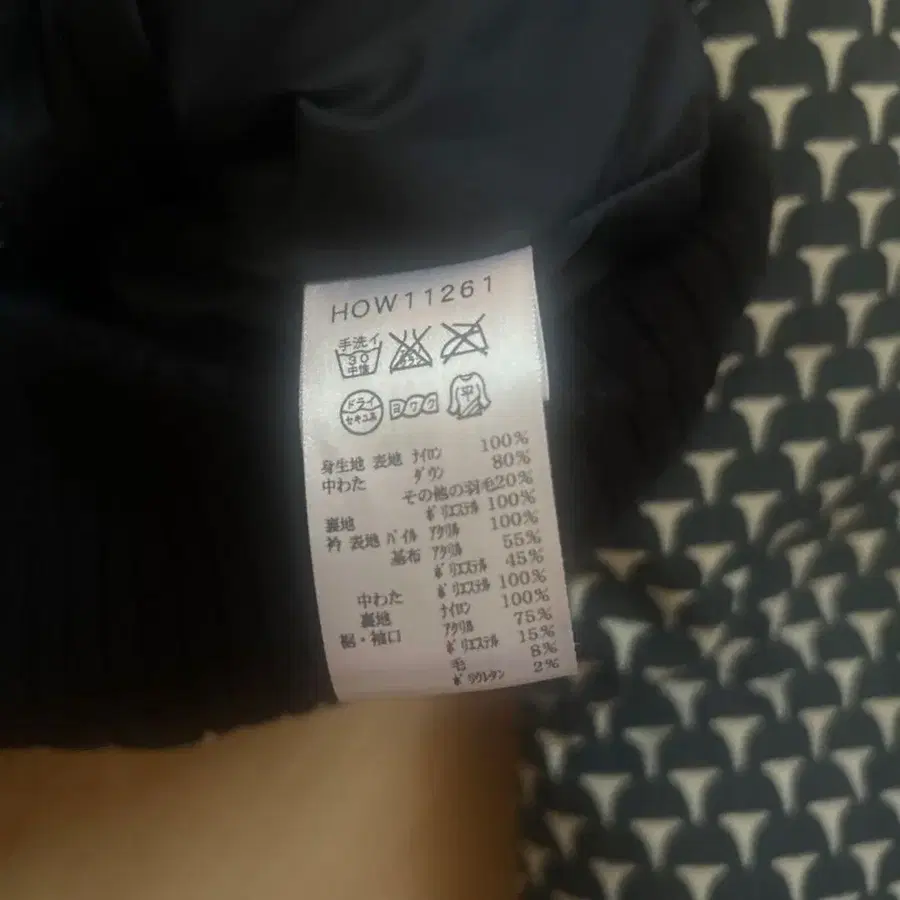 HOW11261
手洗イ
30
中性
ドライ
セキユ系
ヨワク
平
身生地 表地 ナイロン 100%
中わた ダウン 80%
その他の羽毛20%
裏地 ポリエステル 100%
衿 表地 パイル アクリル 100%
基布 アクリル 55%
ポリエステル 45%
中わた ポリエステル 100%
裏地 ナイロン 100%
裾・袖口 アクリル 75%
ポリエステル 15%
毛 8%
ポリウレタン 2%